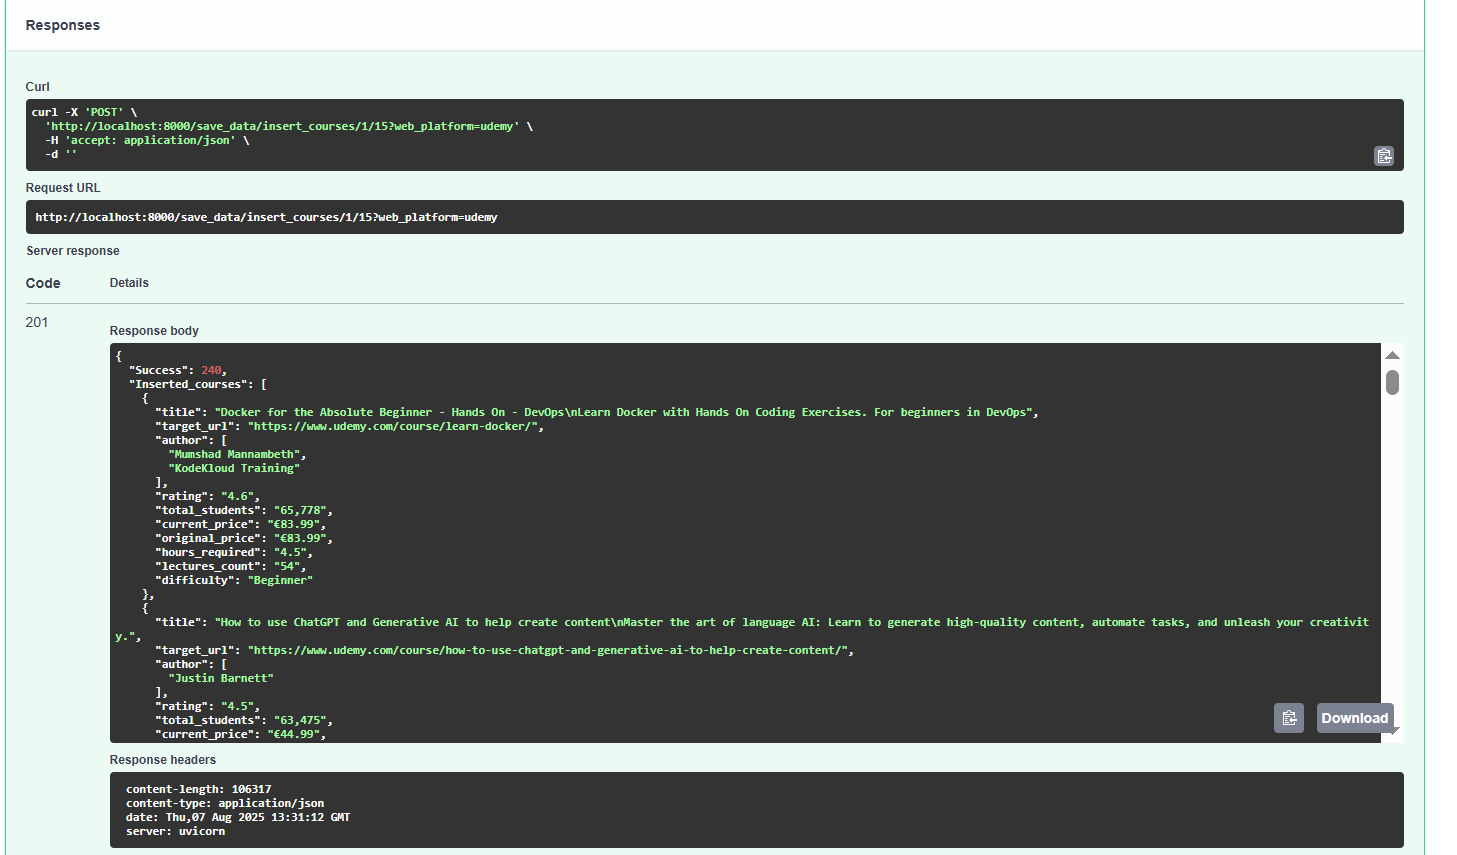 Responses
Curl
curl -X 'POST' \
  'http://localhost:8000/save_data/insert_courses/1/15?web_platform=udemy' \
  -H 'accept: application/json' \
  -d ''
Request URL
http://localhost:8000/save_data/insert_courses/1/15?web_platform=udemy
Server response
Code Details
201
Response body
{
  "Success": 240,
  "Inserted_courses": [
    {
      "title": "Docker for the Absolute Beginner - Hands On - DevOps\nLearn Docker with Hands On Coding Exercises. For beginners in DevOps",
      "target_url": "https://www.udemy.com/course/learn-docker/",
      "author": [
        "Mumshad Mannambeth",
        "KodeKloud Training"
      ],
      "rating": "4.6",
      "total_students": "65,778",
      "current_price": "€83.99",
      "original_price": "€83.99",
      "hours_required": "4.5",
      "lectures_count": "54",
      "difficulty": "Beginner"
    },
    {
      "title": "How to use ChatGPT and Generative AI to help create content\nMaster the art of language AI: Learn to generate high-quality content, automate tasks, and unleash your creativit
y.",
      "target_url": "https://www.udemy.com/course/how-to-use-chatgpt-and-generative-ai-to-help-create-content/",
      "author": [
        "Justin Barnett"
      ],
      "rating": "4.5",
      "total_students": "63,475",
      "current_price": "€44.99",
Download
Response headers
content-length: 106317
content-type: application/json
date: Thu,07 Aug 2025 13:31:12 GMT
server: uvicorn